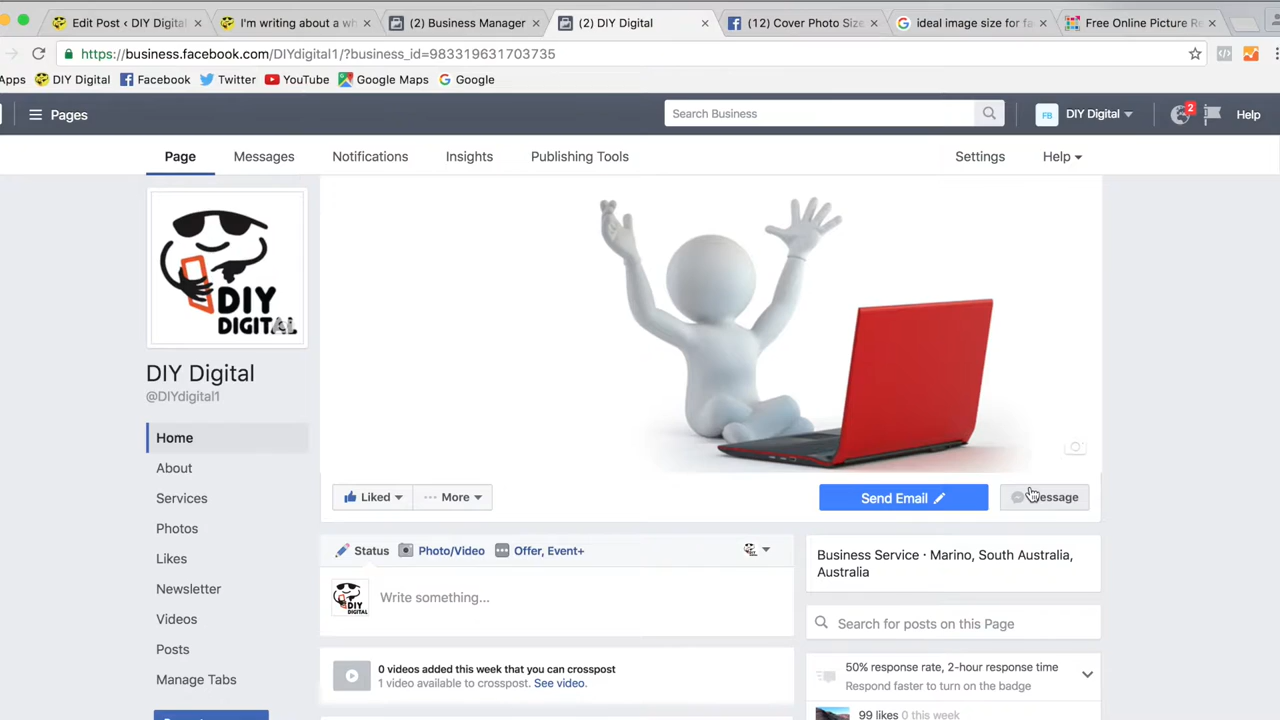 Edit Post ‹ DIY Digital
I'm writing about a wh
(2) Business Manager
(2) DIY Digital
(12) Cover Photo Size
ideal image size for fa
Free Online Picture Re
https://business.facebook.com/DIYdigital1/?business_id=983319631703735
Apps DIY Digital Facebook Twitter YouTube Google Maps Google
Pages Search Business FB DIY Digital 2 Help
Page Messages Notifications Insights Publishing Tools Settings Help
DIY
DIGITAL
DIY Digital
@DIYdigital1
Home
About
Services
Photos
Likes
Newsletter
Videos
Posts
Manage Tabs
Liked More Send Email Message
Status Photo/Video Offer, Event+
DIY
DIGITAL
Write something...
0 videos added this week that you can crosspost
1 video available to crosspost. See video.
Business Service · Marino, South Australia,
Australia
Search for posts on this Page
50% response rate, 2-hour response time
Respond faster to turn on the badge
99 likes 0 this week